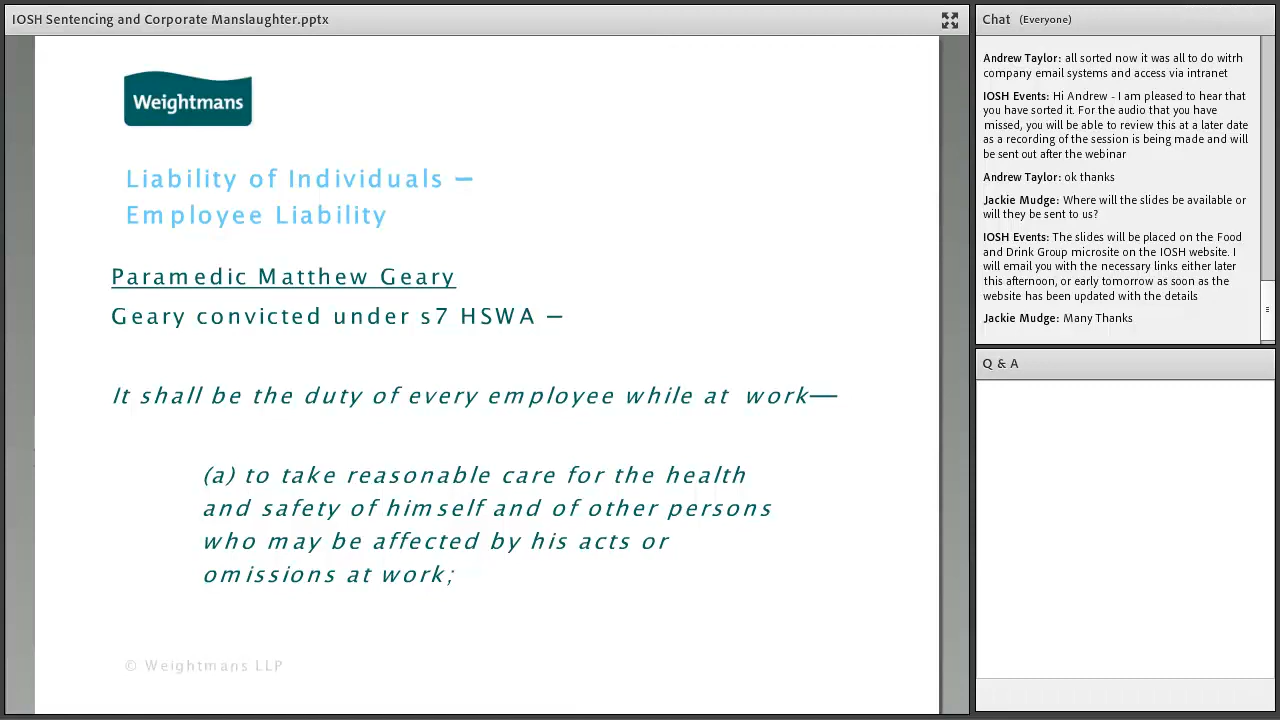 IOSH Sentencing and Corporate Manslaughter.pptx
Weightmans
Liability of Individuals –
Employee Liability
Paramedic Matthew Geary
Geary convicted under s7 HSWA –
It shall be the duty of every employee while at work—
(a) to take reasonable care for the health
and safety of himself and of other persons
who may be affected by his acts or
omissions at work;
© Weightmans LLP
Chat (Everyone)
Andrew Taylor: all sorted now it was all to do witrh
company email systems and access via intranet
IOSH Events: Hi Andrew - I am pleased to hear that
you have sorted it. For the audio that you have
missed, you will be able to review this at a later date
as a recording of the session is being made and will
be sent out after the webinar
Andrew Taylor: ok thanks
Jackie Mudge: Where will the slides be available or
will they be sent to us?
IOSH Events: The slides will be placed on the Food
and Drink Group microsite on the IOSH website. I
will email you with the necessary links either later
this afternoon, or early tomorrow as soon as the
website has been updated with the details
Jackie Mudge: Many Thanks
Q & A